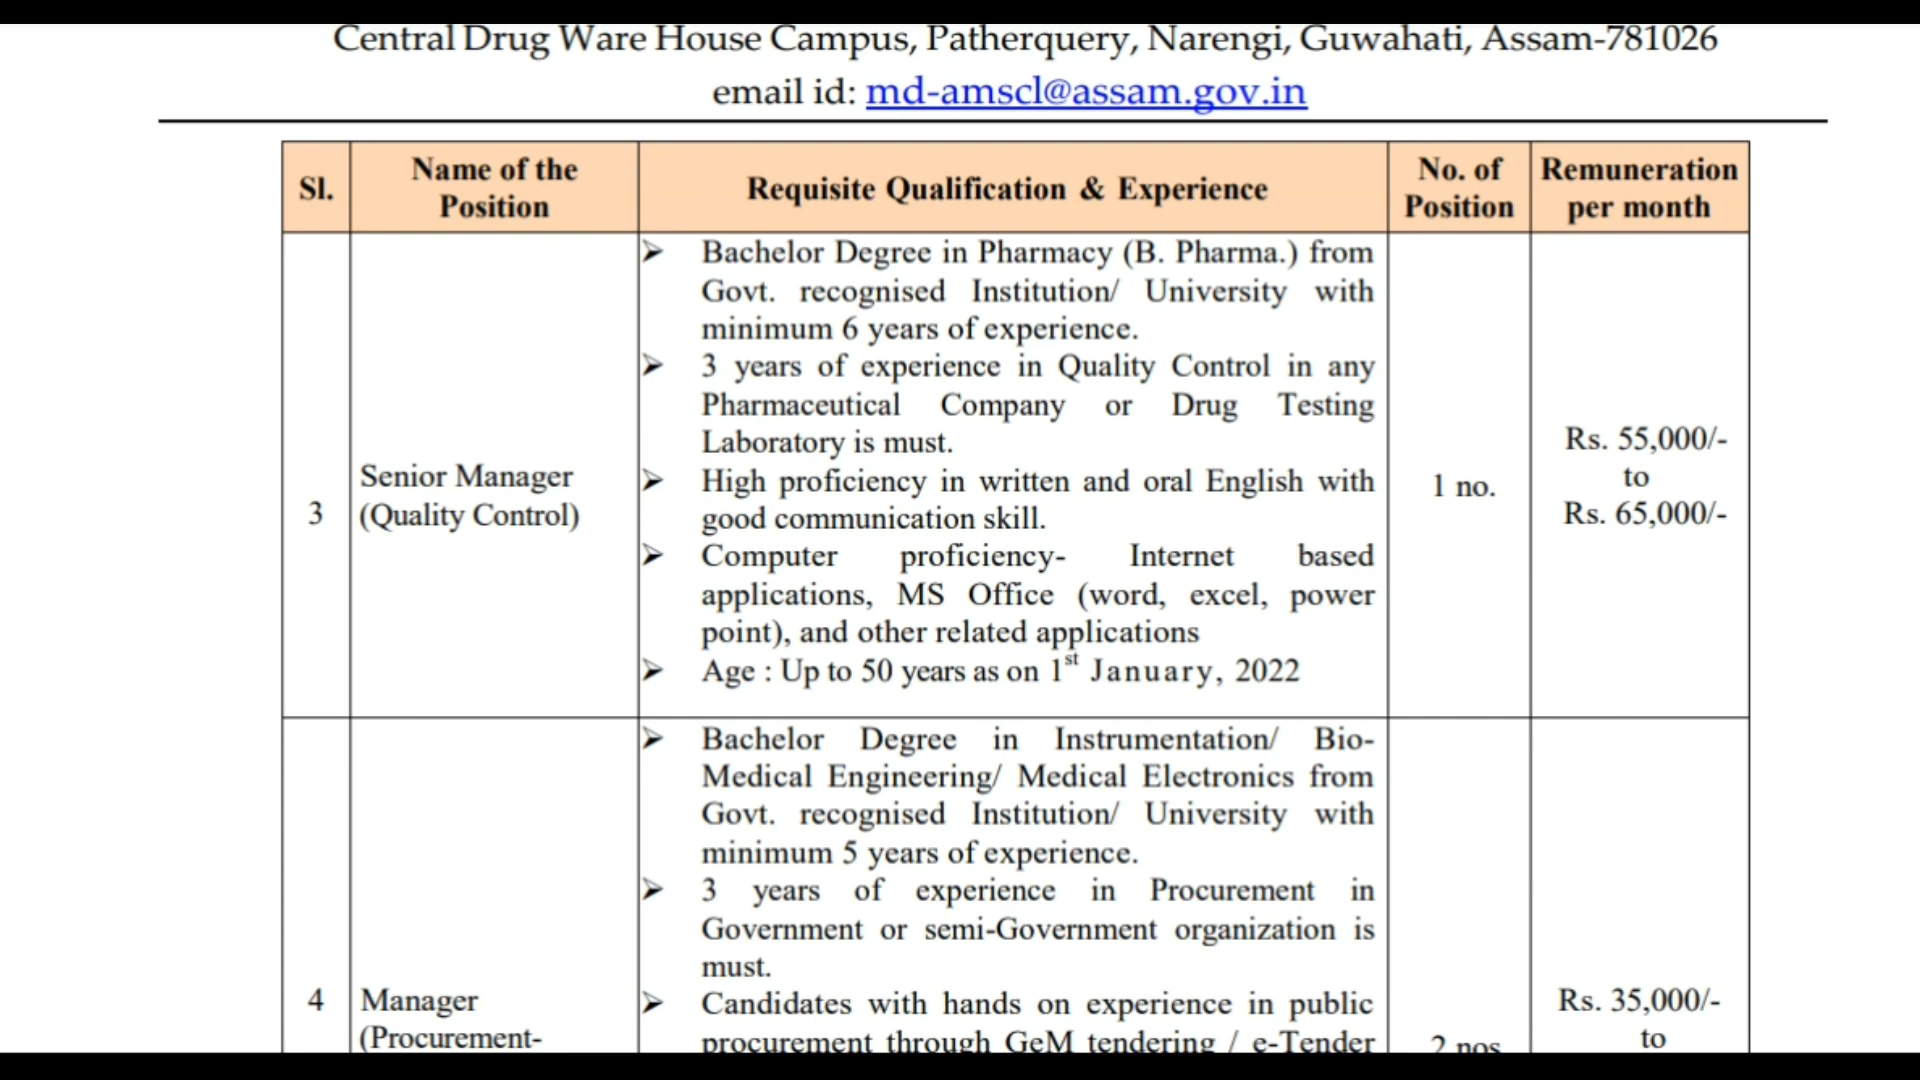 Central Drug Ware House Campus, Patherquery, Narengi, Guwahati, Assam-781026
email id: md-amscl@assam.gov.in
Sl.
Name of the
Position
Requisite Qualification & Experience
No. of
Position
Remuneration
per month
3
Senior Manager
(Quality Control)
➢ Bachelor Degree in Pharmacy (B. Pharma.) from
Govt. recognised Institution/ University with
minimum 6 years of experience.
➢ 3 years of experience in Quality Control in any
Pharmaceutical Company or Drug Testing
Laboratory is must.
➢ High proficiency in written and oral English with
good communication skill.
➢ Computer proficiency- Internet based
applications, MS Office (word, excel, power
point), and other related applications
➢ Age : Up to 50 years as on 1st January, 2022
1 no.
Rs. 55,000/-
to
Rs. 65,000/-
4
Manager
(Procurement-
➢ Bachelor Degree in Instrumentation/ Bio-
Medical Engineering/ Medical Electronics from
Govt. recognised Institution/ University with
minimum 5 years of experience.
➢ 3 years of experience in Procurement in
Government or semi-Government organization is
must.
➢ Candidates with hands on experience in public
procurement through GeM tendering / e-Tender
2 nos
Rs. 35,000/-
to